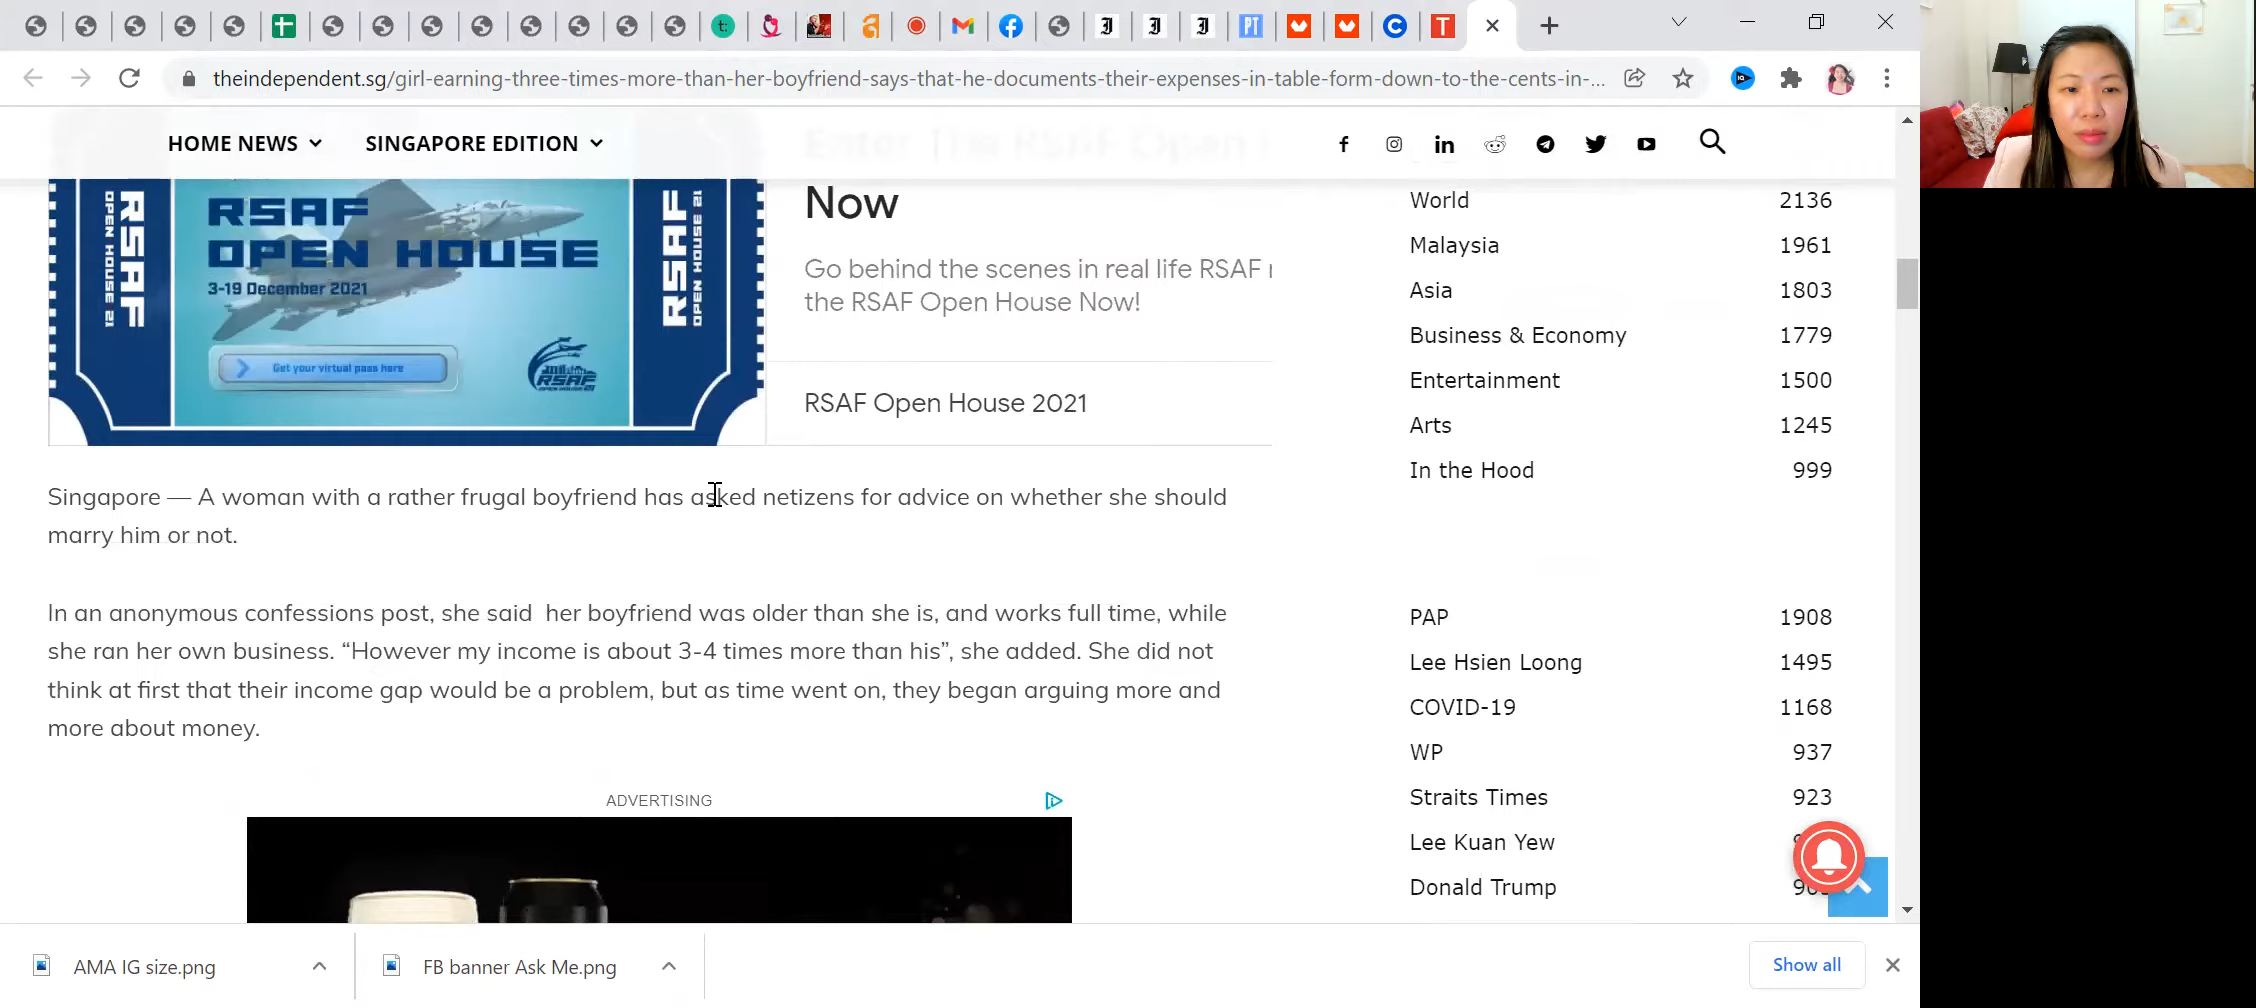 theindependent.sg/girl-earning-three-times-more-than-her-boyfriend-says-that-he-documents-their-expenses-in-table-form-down-to-the-cents-in-...
HOME NEWS
SINGAPORE EDITION
Enter The RSAF Open
Now
Go behind the scenes in real life RSAF
the RSAF Open House Now!
RSAF Open House 2021
RSAF
OPEN HOUSE 21
RSAF
OPEN HOUSE
3-19 December 2021
Get your virtual pass here
RSAF
RSAF
OPEN HOUSE 21
Singapore — A woman with a rather frugal boyfriend has asked netizens for advice on whether she should
marry him or not.
In an anonymous confessions post, she said  her boyfriend was older than she is, and works full time, while
she ran her own business. “However my income is about 3-4 times more than his”, she added. She did not
think at first that their income gap would be a problem, but as time went on, they began arguing more and
more about money.
ADVERTISING
World 2136
Malaysia 1961
Asia 1803
Business & Economy 1779
Entertainment 1500
Arts 1245
In the Hood 999
PAP 1908
Lee Hsien Loong 1495
COVID-19 1168
WP 937
Straits Times 923
Lee Kuan Yew
Donald Trump
AMA IG size.png
FB banner Ask Me.png
Show all